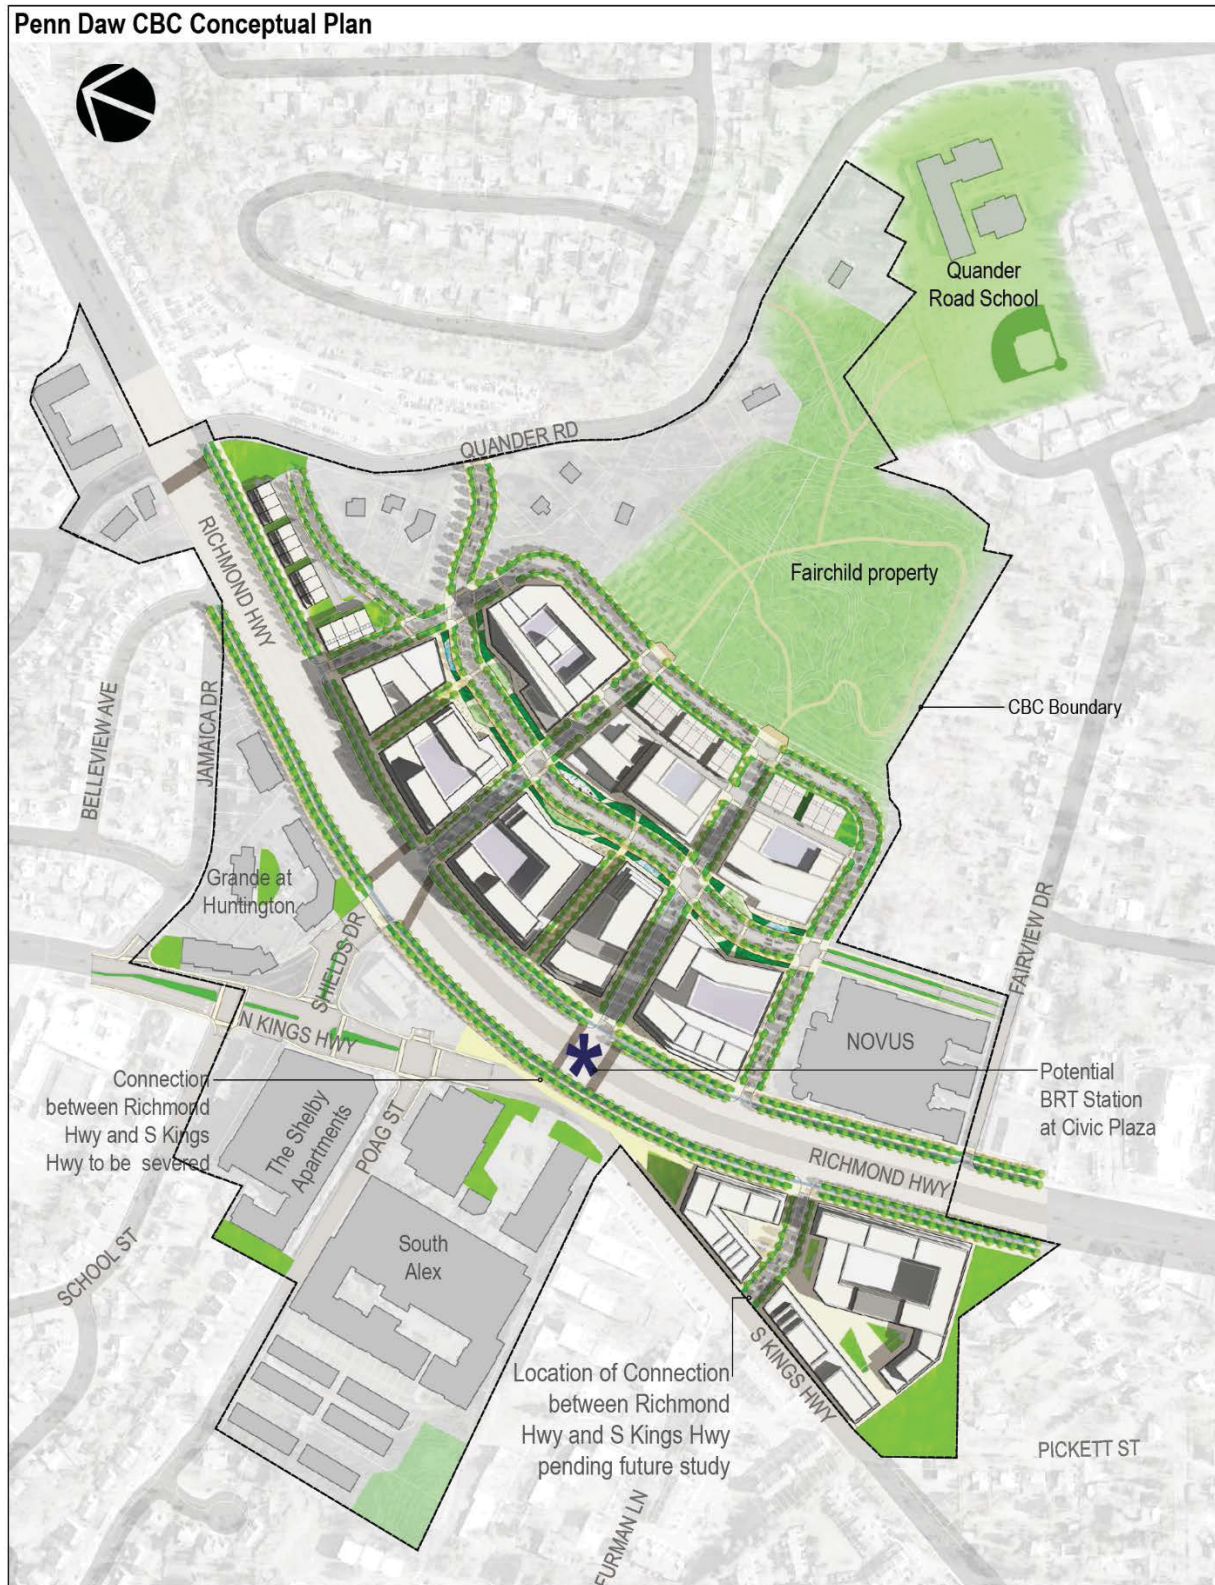 Penn Daw CBC Conceptual Plan
Quander
Road School
QUANDER RD
RICHMOND HWY
Fairchild property
BELLEVIEW AVE
JAMAICA DR
CBC Boundary
Grande at
Huntington
SHIELDS DR
FAIRVIEW DR
N KINGS HWY
NOVUS
Connection
between Richmond
Hwy and S Kings
Hwy to be severed
Potential
BRT Station
at Civic Plaza
The Shelby
Apartments
POAG ST
RICHMOND HWY
SCHOOL ST
South
Alex
S KINGS HWY
Location of Connection
between Richmond
Hwy and S Kings Hwy
pending future study
PICKETT ST
FURMAN LN